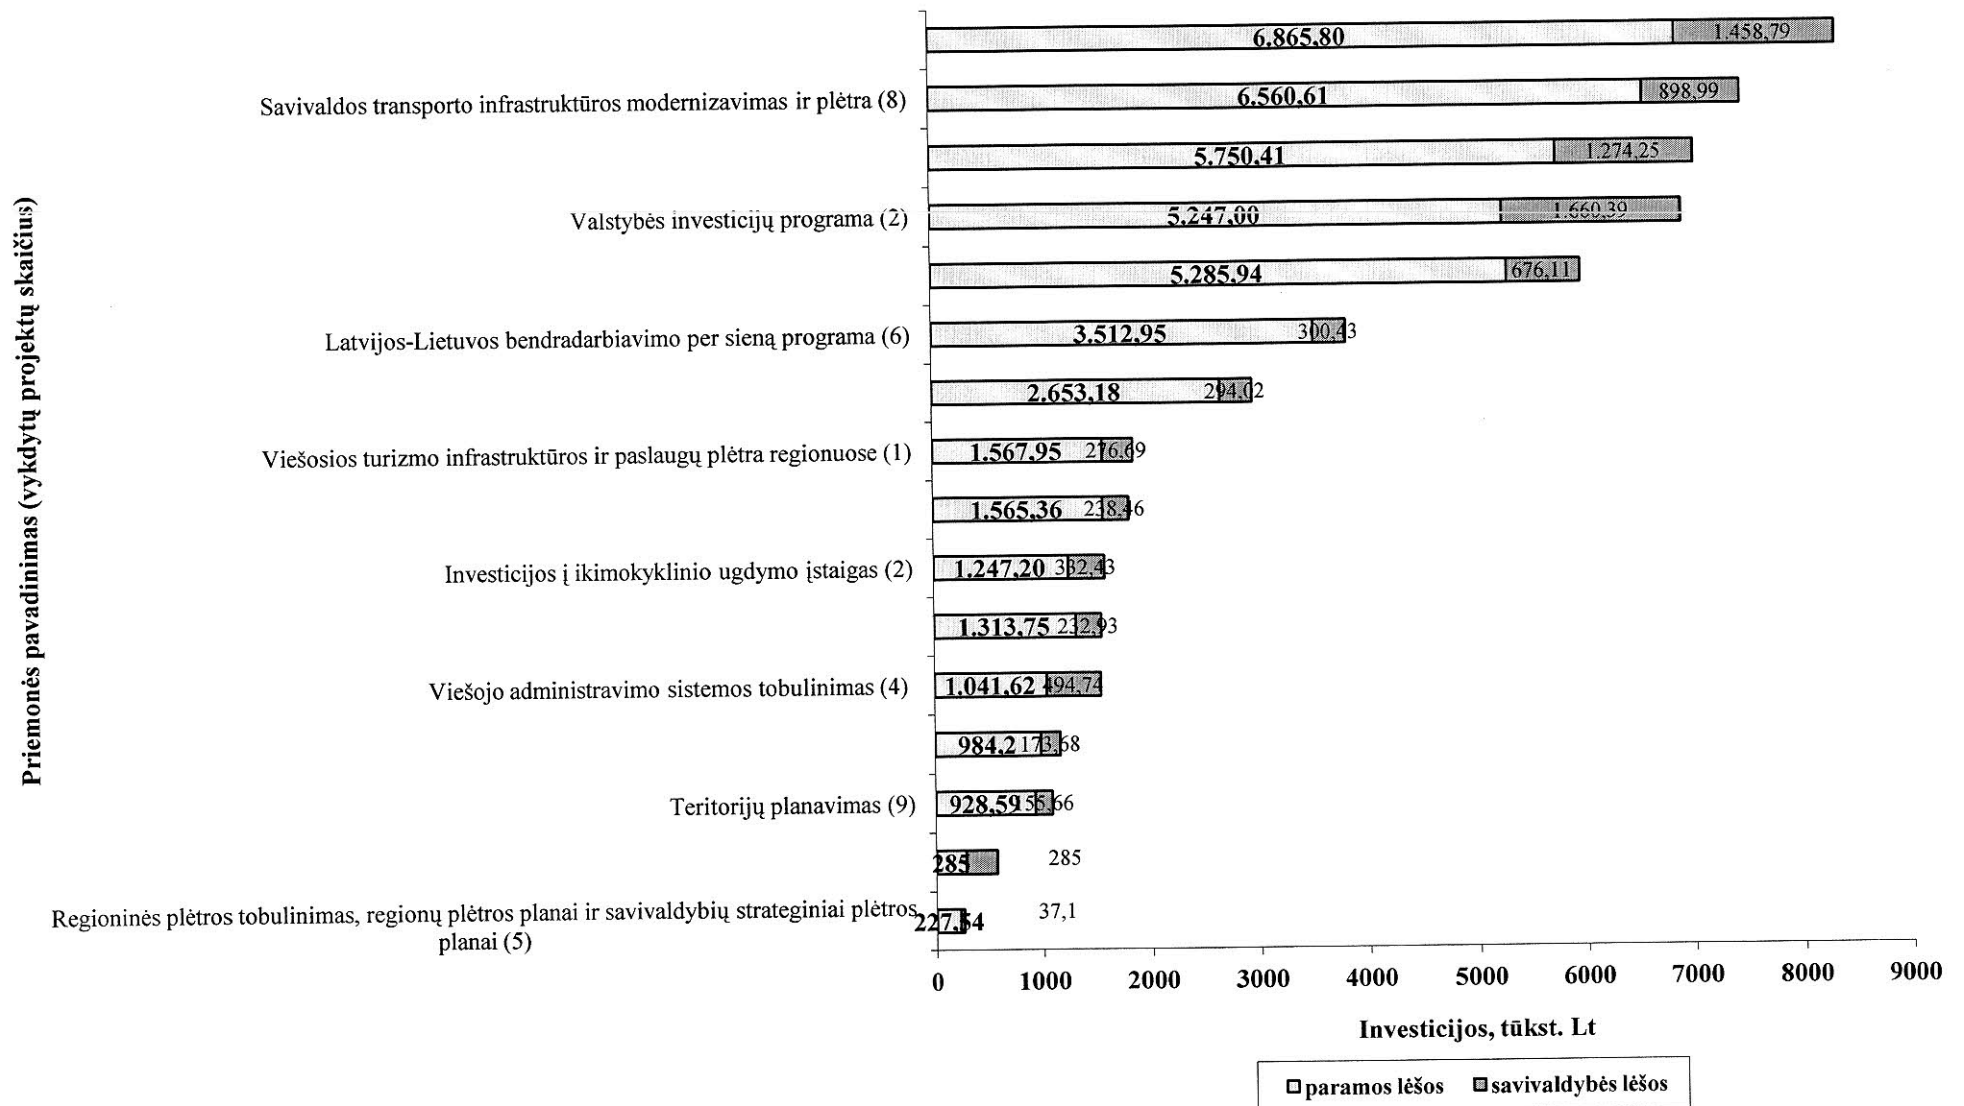 Priemonės pavadinimas (vykdytų projektų skaičius)
6.865,80 1.458,79
Savivaldos transporto infrastruktūros modernizavimas ir plėtra (8) 6.560,61 898,99
5.750,41 1.274,25
Valstybės investicijų programa (2) 5.247,00 1.660,39
5.285,94 676,11
Latvijos-Lietuvos bendradarbiavimo per sieną programa (6) 3.512,95 300,43
2.653,18 294,02
Viešosios turizmo infrastruktūros ir paslaugų plėtra regionuose (1) 1.567,95 276,69
1.565,36 238,46
Investicijos į ikimokyklinio ugdymo įstaigas (2) 1.247,20 332,43
1.313,75 232,93
Viešojo administravimo sistemos tobulinimas (4) 1.041,62 494,74
984,2 173,68
Teritorijų planavimas (9) 928,59 155,66
285 285
Regioninės plėtros tobulinimas, regionų plėtros planai ir savivaldybių strateginiai plėtros 227,54 37,1
planai (5)
0 1000 2000 3000 4000 5000 6000 7000 8000 9000
Investicijos, tūkst. Lt
paramos lėšos savivaldybės lėšos